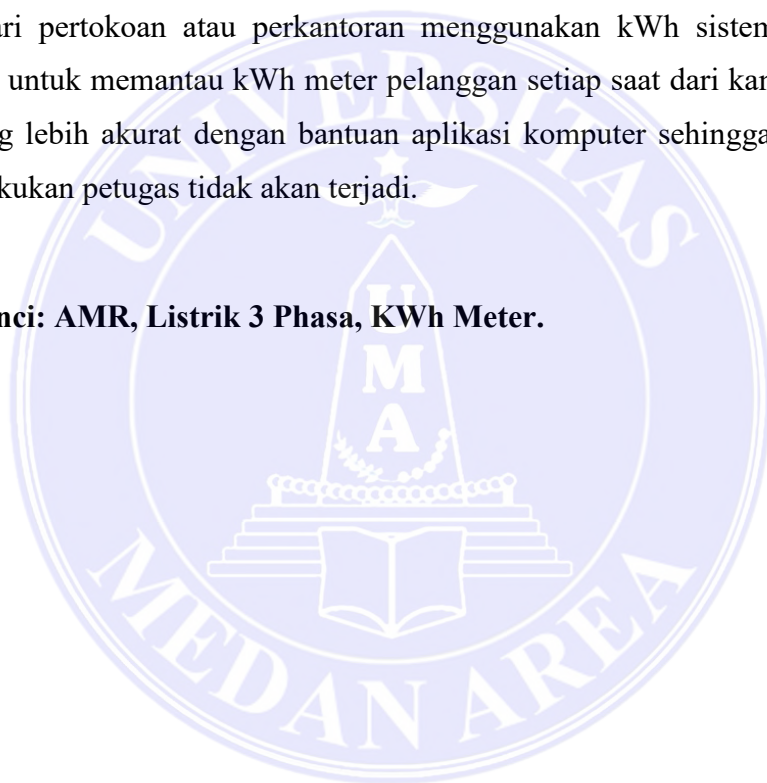 ari pertokoan atau perkantoran menggunakan kWh sistem
untuk memantau kWh meter pelanggan setiap saat dari kan
g lebih akurat dengan bantuan aplikasi komputer sehingga
kukan petugas tidak akan terjadi.
nci: AMR, Listrik 3 Phasa, KWh Meter.
UNIVERSITAS
U
M
A
MEDAN AREA